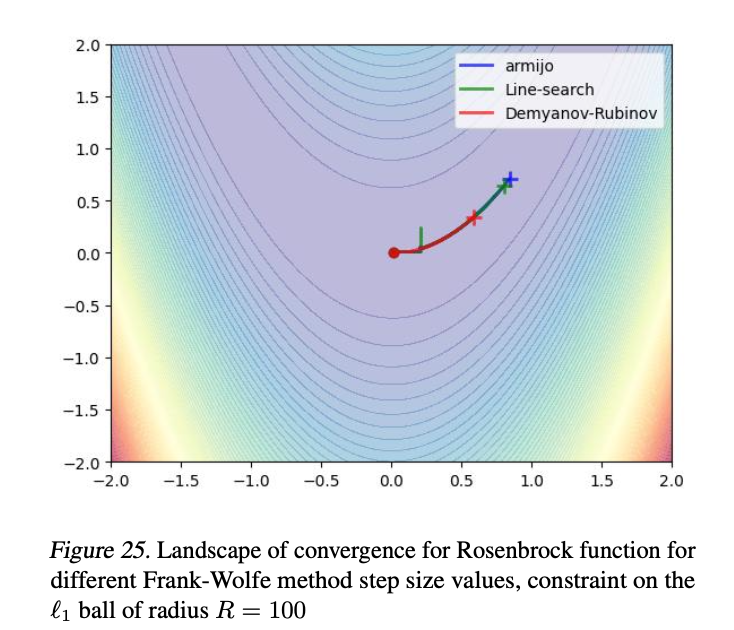 2.0
1.5
1.0
0.5
0.0
−0.5
−1.0
−1.5
−2.0
armijo
Line-search
Demyanov-Rubinov
−2.0 −1.5 −1.0 −0.5 0.0 0.5 1.0 1.5 2.0
Figure 25. Landscape of convergence for Rosenbrock function for
different Frank-Wolfe method step size values, constraint on the
ℓ₁ ball of radius R = 100